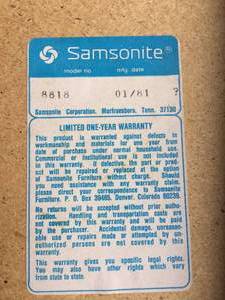 Samsonite®
model no. mfg date
8818 01/81 ?
Samsonite Corporation, Murfreesboro, Tenn. 37130
LIMITED ONE-YEAR WARRANTY
This product is warranted against defects in
workmanship and materials for one year from
date of purchase under normal household use.
Commercial or institutional use is not included
in this warranty. If defective, the part or prod-
uct will be repaired or replaced at the option
of Samsonite Furniture without charge. Should
you need assistance with any warranty claim,
please direct your correspondence to Samsonite
Furniture, P. O. Box 39465, Denver, Colorado 80239.
No returns will be accepted without prior autho-
rization. Handling and transportation costs are
not covered by this warranty and will be paid
by the purchaser. Accidental damage, unreason-
able use or repairs made or attempted by un-
authorized persons are not covered by this
warranty.
This warranty gives you specific legal rights.
You may also have other rights which vary
from state to state.